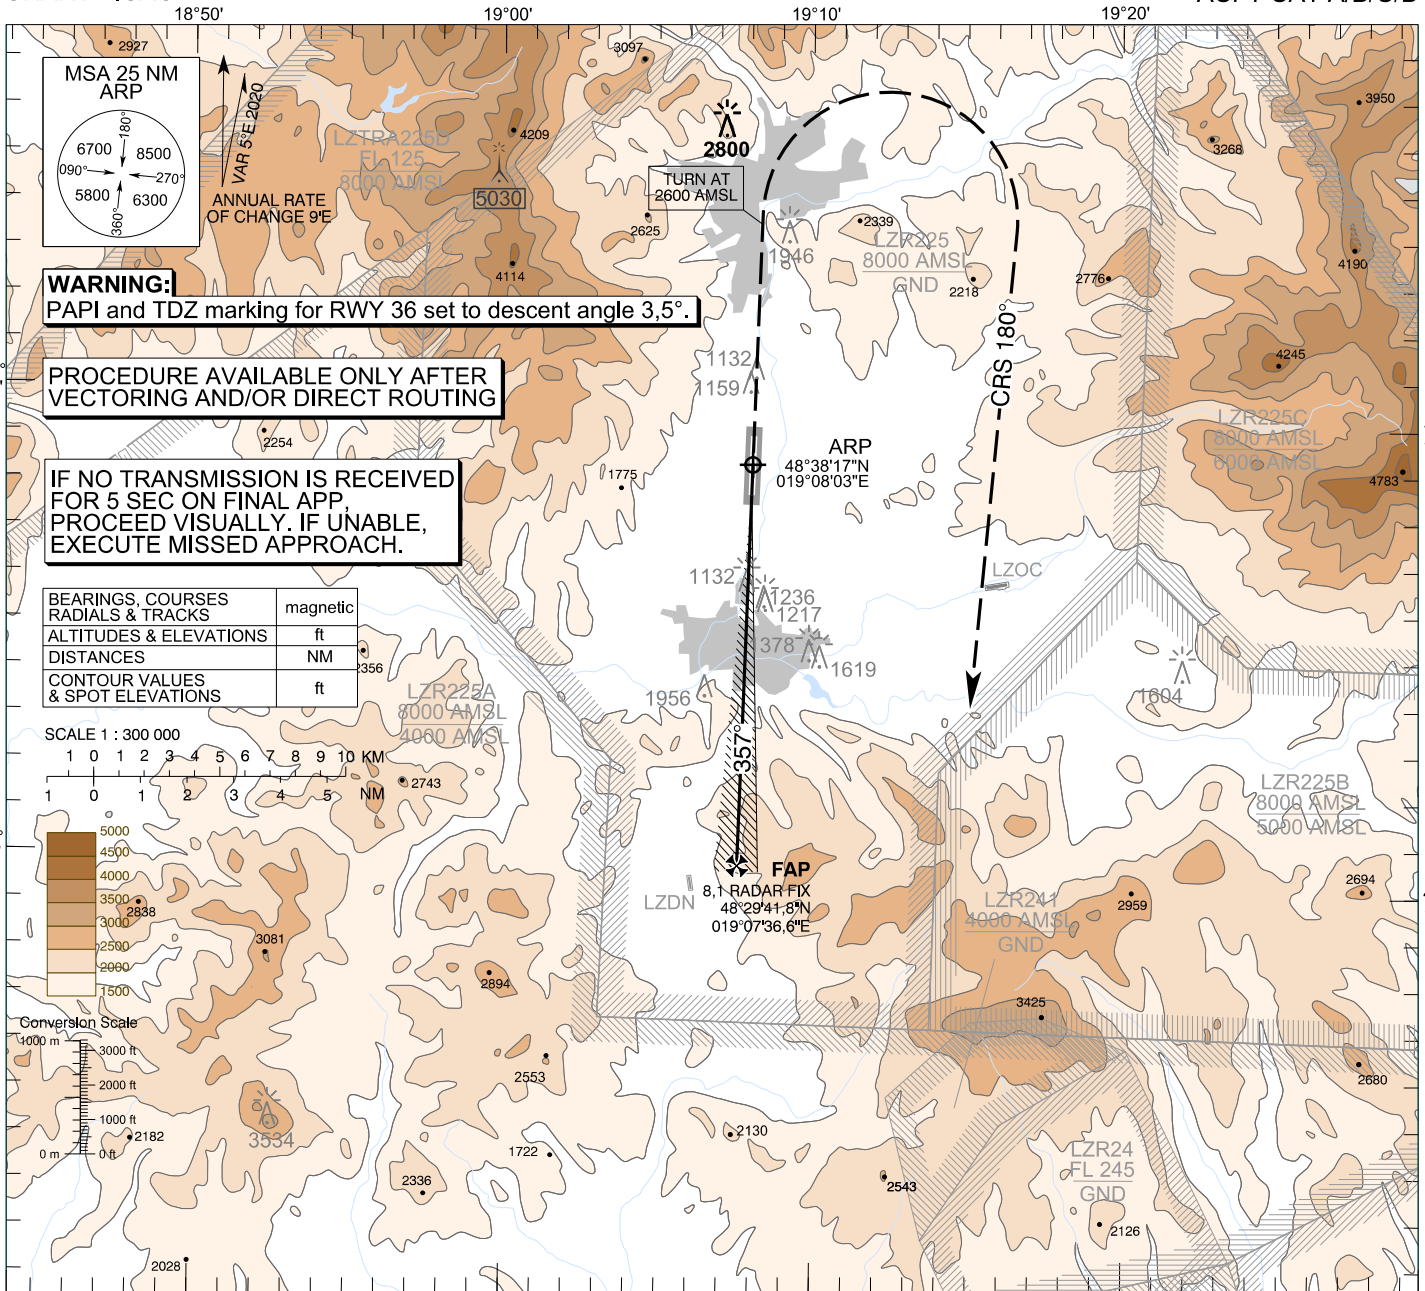 18°50'
19°00'
19°10'
19°20'
2927
MSA 25 NM
ARP
180°
6700
8500
090°
270°
5800
6300
360°
VAR 5°E 2020
ANNUAL RATE
OF CHANGE 9'E
LZTRA225D
FL 125
8000 AMSL
4209
5030
4114
3097
2800
TURN AT
2600 AMSL
2625
1946
2339
LZR225
8000 AMSL
GND
2218
2776
3268
3950
4190
WARNING:
PAPI and TDZ marking for RWY 36 set to descent angle 3,5°.
PROCEDURE AVAILABLE ONLY AFTER
VECTORING AND/OR DIRECT ROUTING
2254
1132
1159
CRS 180°
4245
LZR225C
8000 AMSL
6000 AMSL
4783
IF NO TRANSMISSION IS RECEIVED
FOR 5 SEC ON FINAL APP,
PROCEED VISUALLY. IF UNABLE,
EXECUTE MISSED APPROACH.
1775
ARP
48°38'17"N
019°08'03"E
LZOC
1132
1236
1217
1378
1619
1956
1604
BEARINGS, COURSES
RADIALS & TRACKS
magnetic
ALTITUDES & ELEVATIONS
ft
DISTANCES
NM
CONTOUR VALUES
& SPOT ELEVATIONS
ft
2356
LZR225A
8000 AMSL
4000 AMSL
SCALE 1 : 300 000
1 0 1 2 3 4 5 6 7 8 9 10 KM
1 0 1 2 3 4 5 NM
2743
357°
LZR225B
8000 AMSL
5000 AMSL
5000
4500
4000
3500
3000
2500
2000
1500
2838
3081
2894
LZDN
FAP
8,1 RADAR FIX
48°29'41,8"N
019°07'36,6"E
LZR241
4000 AMSL
GND
2959
2694
3425
Conversion Scale
1000 m
3000 ft
2000 ft
1000 ft
0 m
0 ft
2182
3534
2553
1722
2336
2028
2130
2543
2680
LZR24
FL 245
GND
2126